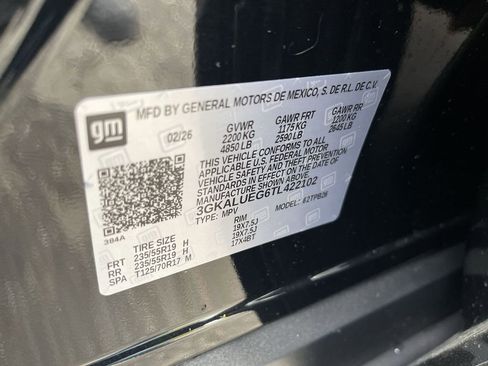 gm
MFD BY GENERAL MOTORS DE MEXICO, S. DE R.L. DE C.V.
02/26 GVWR GAWR FRT GAWR RR
2200 KG 1175 KG 1200 KG
4850 LB 2590 LB 2645 LB
THIS VEHICLE CONFORMS TO ALL
APPLICABLE U.S. FEDERAL MOTOR
VEHICLE SAFETY AND THEFT
PREVENTION STANDARDS IN EFFECT
ON THE DATE OF MANUFACTURE
SHOWN ABOVE.
3GKALUEG6TL422102
TYPE: MPV MODEL: 62TPB26
384A
TIRE SIZE RIM
FRT 235/55R19 H 19X7.5J
RR 235/55R19 H 19X7.5J
SPA T125/70R17 M 17X4BT